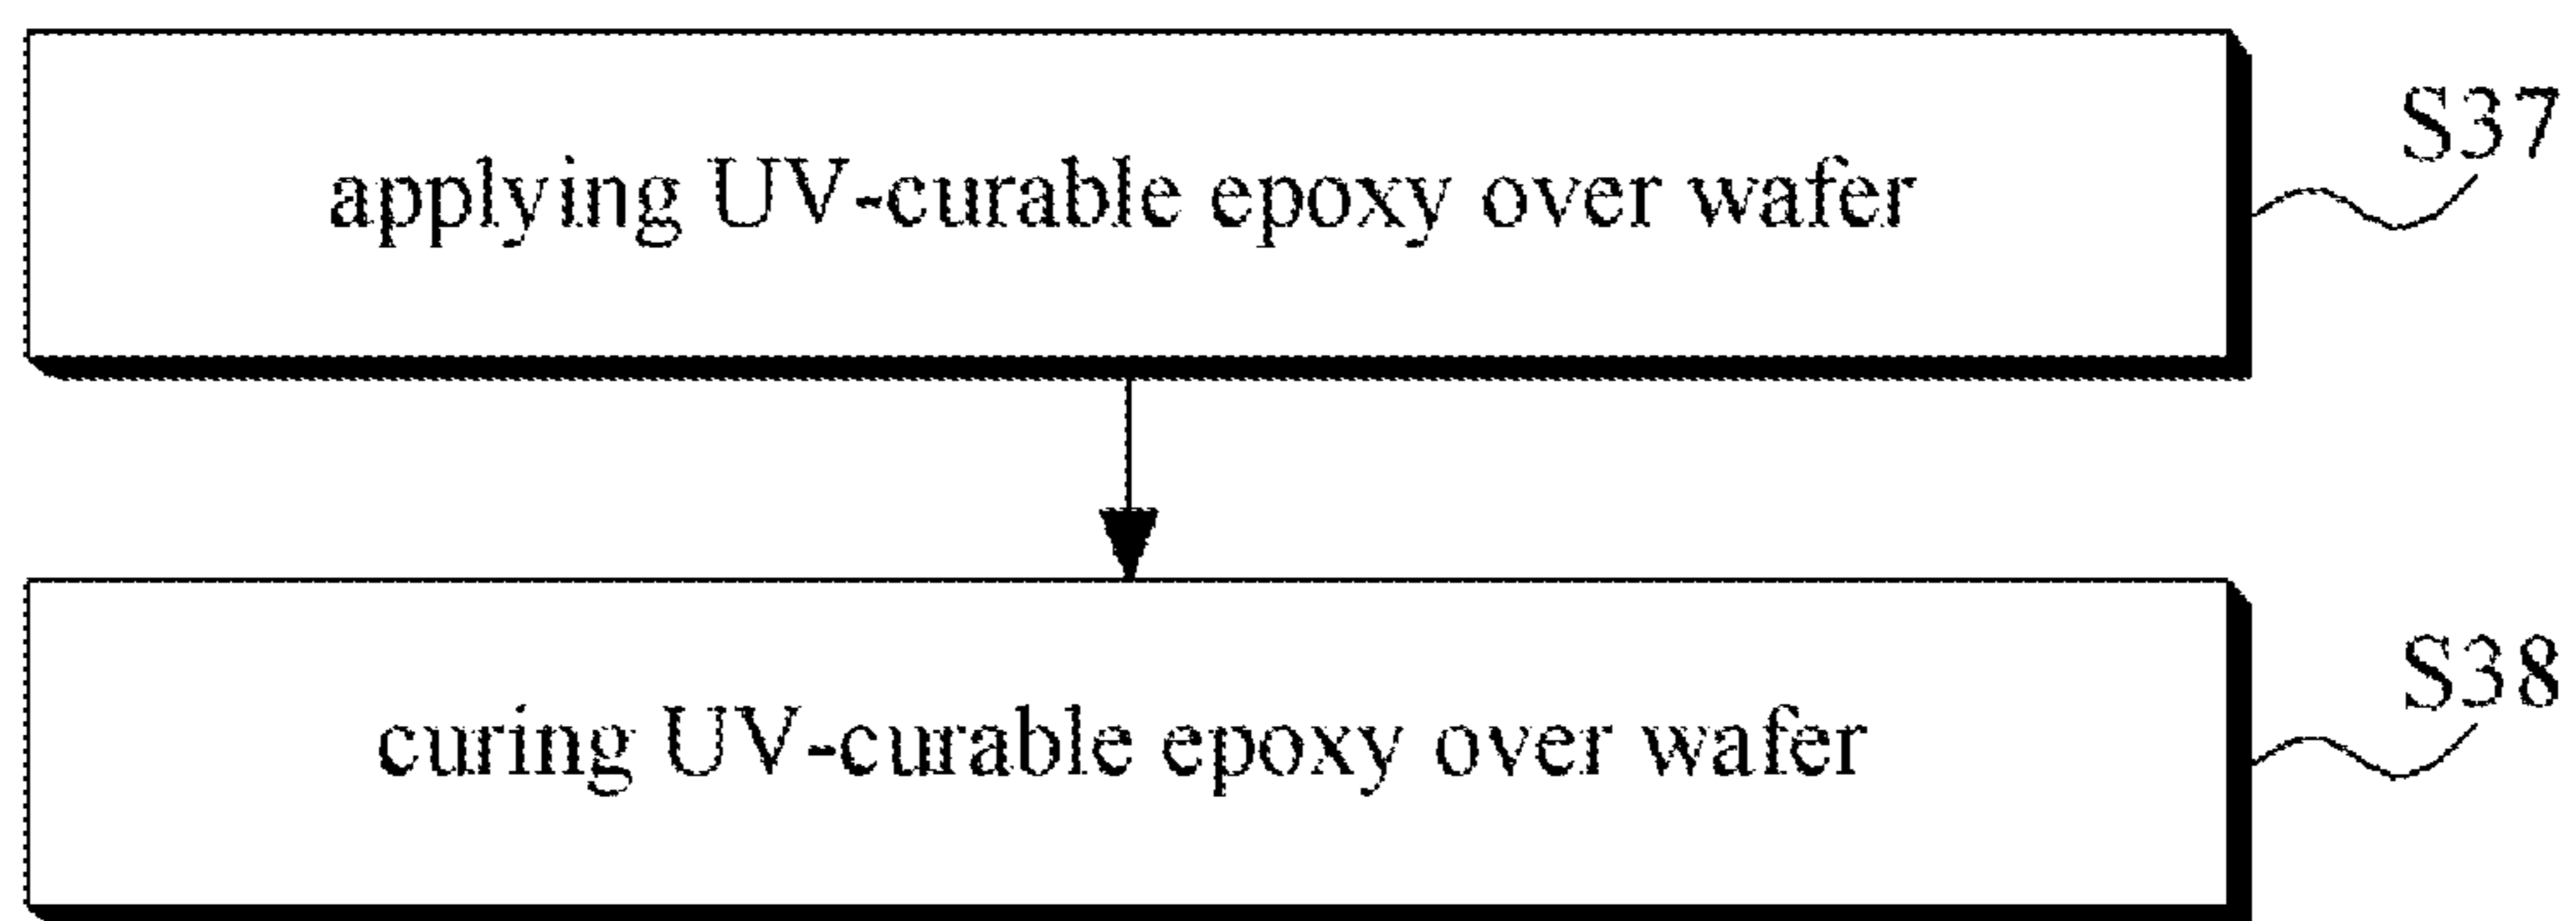 applying UV-curable epoxy over wafer
S37
curing UV-curable epoxy over wafer
S38